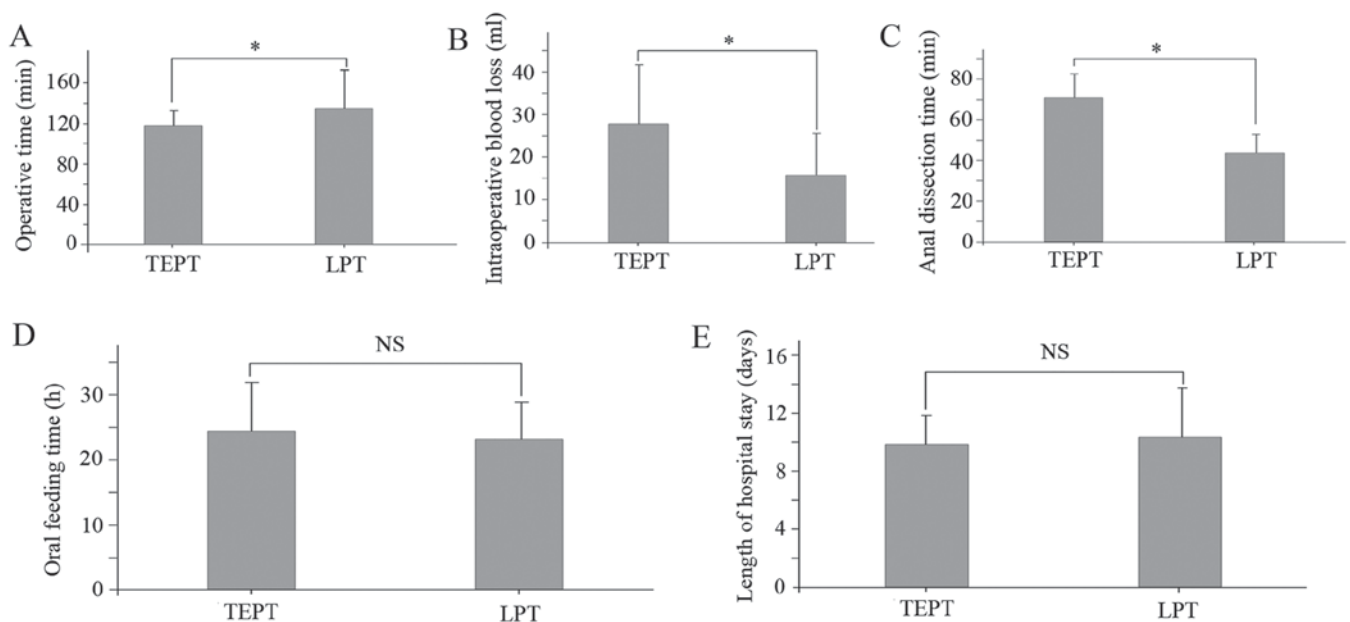 A
Operative time (min)
160
120
80
40
0
*
TEPT
LPT
B
Intraoperative blood loss (ml)
40
30
20
10
0
*
TEPT
LPT
C
Anal dissection time (min)
80
60
40
20
0
*
TEPT
LPT
D
Oral feeding time (h)
30
20
10
0
NS
TEPT
LPT
E
Length of hospital stay (days)
16
12
8
4
0
NS
TEPT
LPT